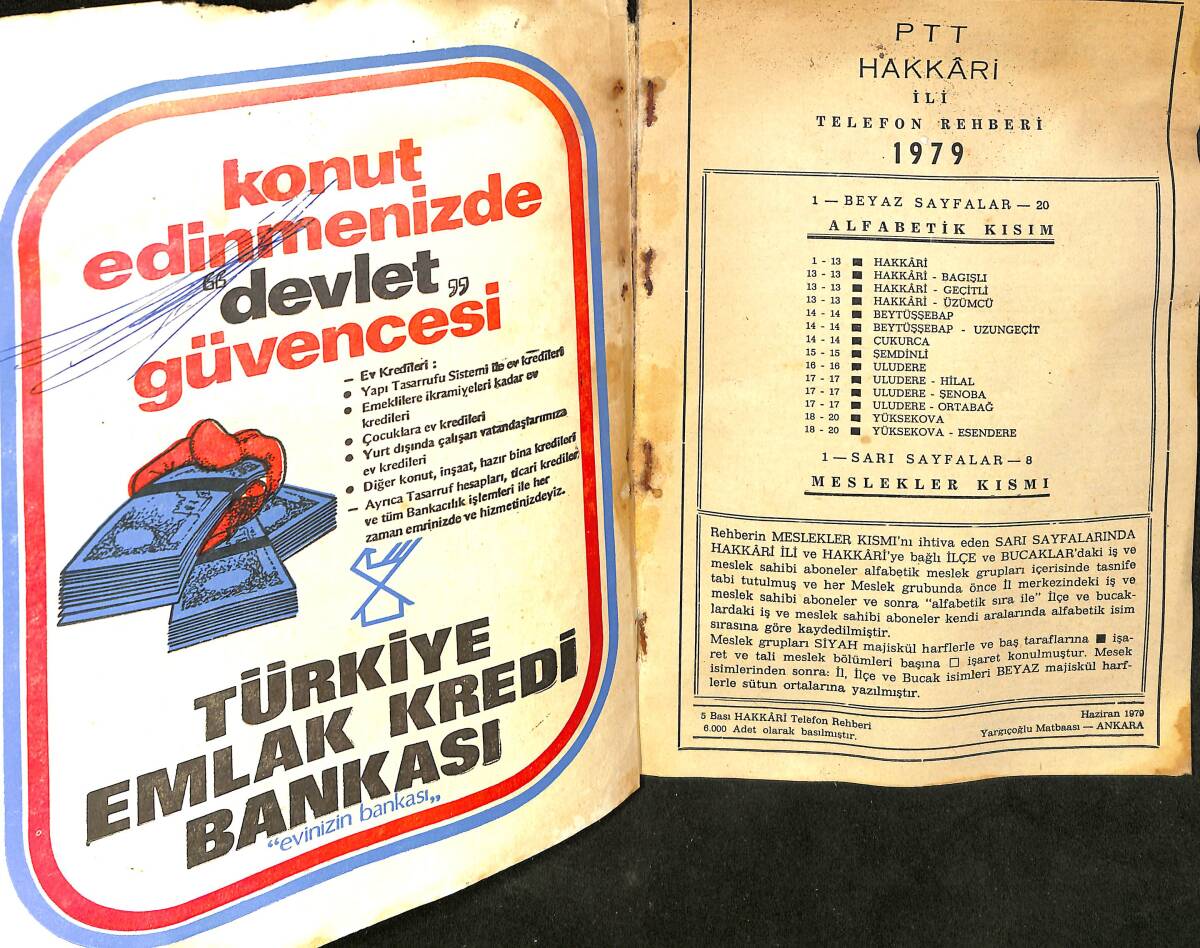 konut
edinmenizde
“devlet„
güvencesi
— Ev Kredileri :
● Yapı Tasarrufu Sistemi ile ev kredileri
● Emeklilere ikramiyeleri kadar ev
kredileri
● Çocuklara ev kredileri
● Yurt dışında çalışan vatandaştarımıza
ev kredileri
● Diğer konut, inşaat, hazır bina kredileri
— Ayrıca Tasarruf hesapları, ticari krediler,
ve tüm Bankacılık işlemleri ile her
zaman emrinizde ve hizmetinizdeyiz.
TÜRKİYE
EMLAK KREDİ
BANKASI
“evinizin bankası„
PTT
HAKKÂRİ
İLİ
TELEFON REHBERİ
1979
1 — BEYAZ SAYFALAR — 20
ALFABETİK KISIM
1 - 13 ■ HAKKÂRİ
13 - 13 ■ HAKKÂRİ - BAGIŞLI
13 - 13 ■ HAKKÂRİ - GEÇİTLİ
13 - 13 ■ HAKKÂRİ - ÜZÜMCÜ
14 - 14 ■ BEYTÜŞŞEBAP
14 - 14 ■ BEYTÜŞŞEBAP - UZUNGEÇİT
14 - 14 ■ ÇUKURCA
15 - 15 ■ ŞEMDİNLİ
16 - 16 ■ ULUDERE
17 - 17 ■ ULUDERE - HİLAL
17 - 17 ■ ULUDERE - ŞENOBA
17 - 17 ■ ULUDERE - ORTABAĞ
18 - 20 ■ YÜKSEKOVA
18 - 20 ■ YÜKSEKOVA - ESENDERE
1 — SARI SAYFALAR — 8
MESLEKLER KISMI
Rehberin MESLEKLER KISMI'nı ihtiva eden SARI SAYFALARINDA
HAKKÂRİ İLİ ve HAKKÂRİ'ye bağlı İLÇE ve BUCAKLAR'daki iş ve
meslek sahibi aboneler alfabetik meslek grupları içerisinde tasnife
tabi tutulmuş ve her Meslek grubunda önce İl merkezindeki iş ve
meslek sahibi aboneler ve sonra “alfabetik sıra ile” İlçe ve bucak-
lardaki iş ve meslek sahibi aboneler kendi aralarında alfabetik isim
sırasına göre kaydedilmiştir.
Meslek grupları SİYAH majiskül harflerle ve baş taraflarına ■ işa-
ret ve tali meslek bölümleri başına □ işaret konulmuştur. Mesek
isimlerinden sonra: İl, İlçe ve Bucak isimleri BEYAZ majiskül harf-
lerle sütun ortalarına yazılmıştır.
5 Bası HAKKÂRİ Telefon Rehberi
6.000 Adet olarak basılmıştır.
Haziran 1979
Yargıçoğlu Matbaası — ANKARA